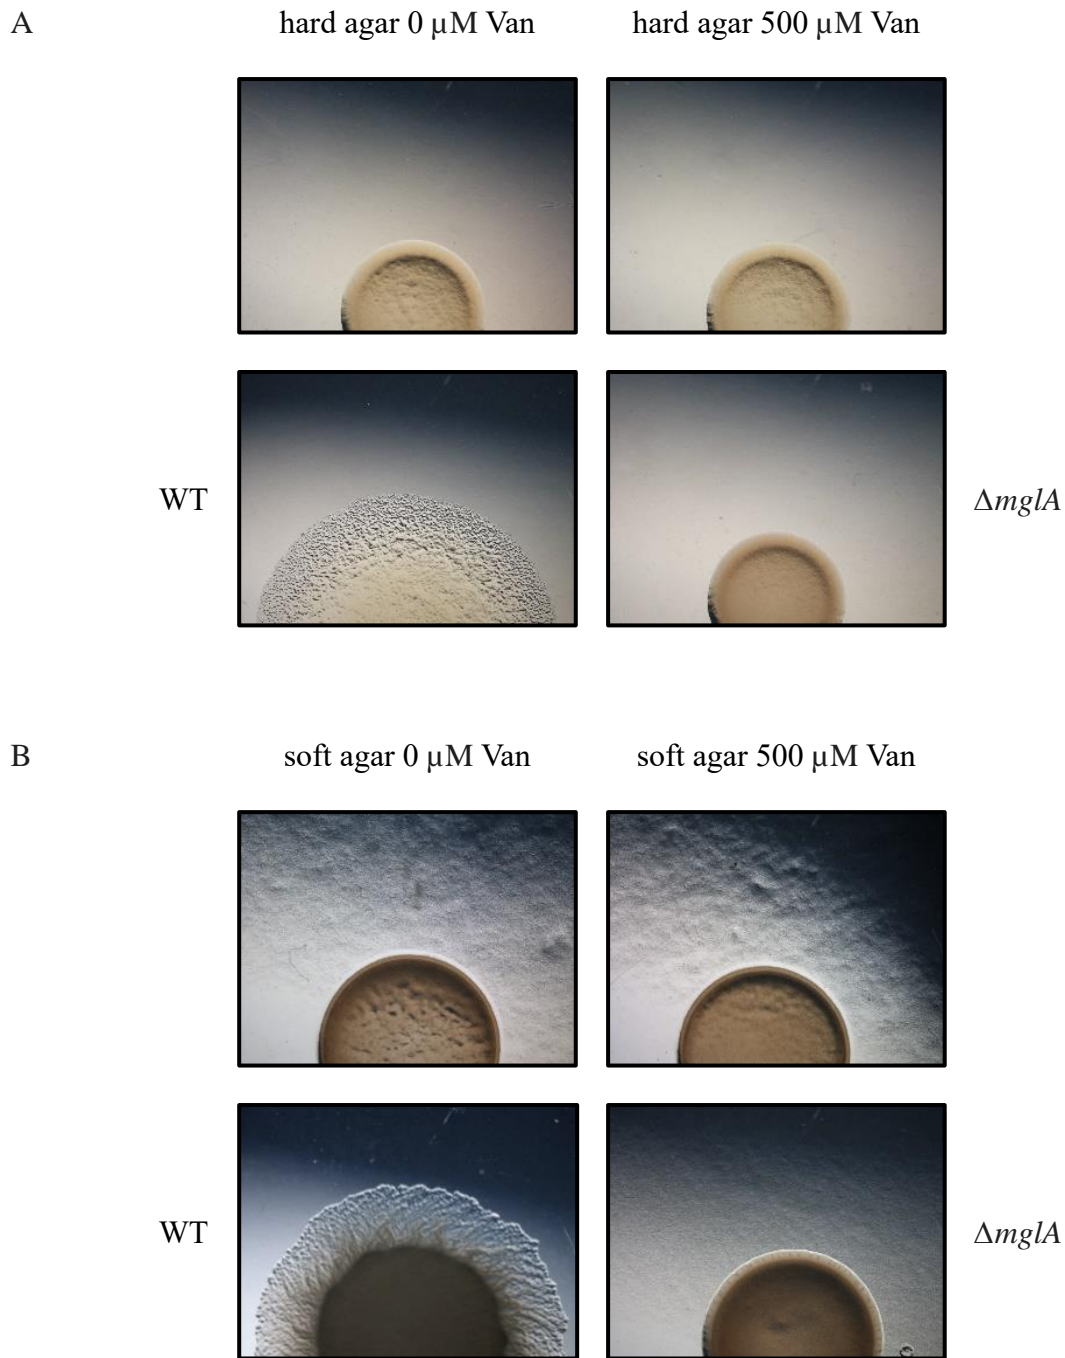 A
hard agar 0 µM Van
hard agar 500 µM Van
WT
ΔmglA
B
soft agar 0 µM Van
soft agar 500 µM Van
WT
ΔmglA